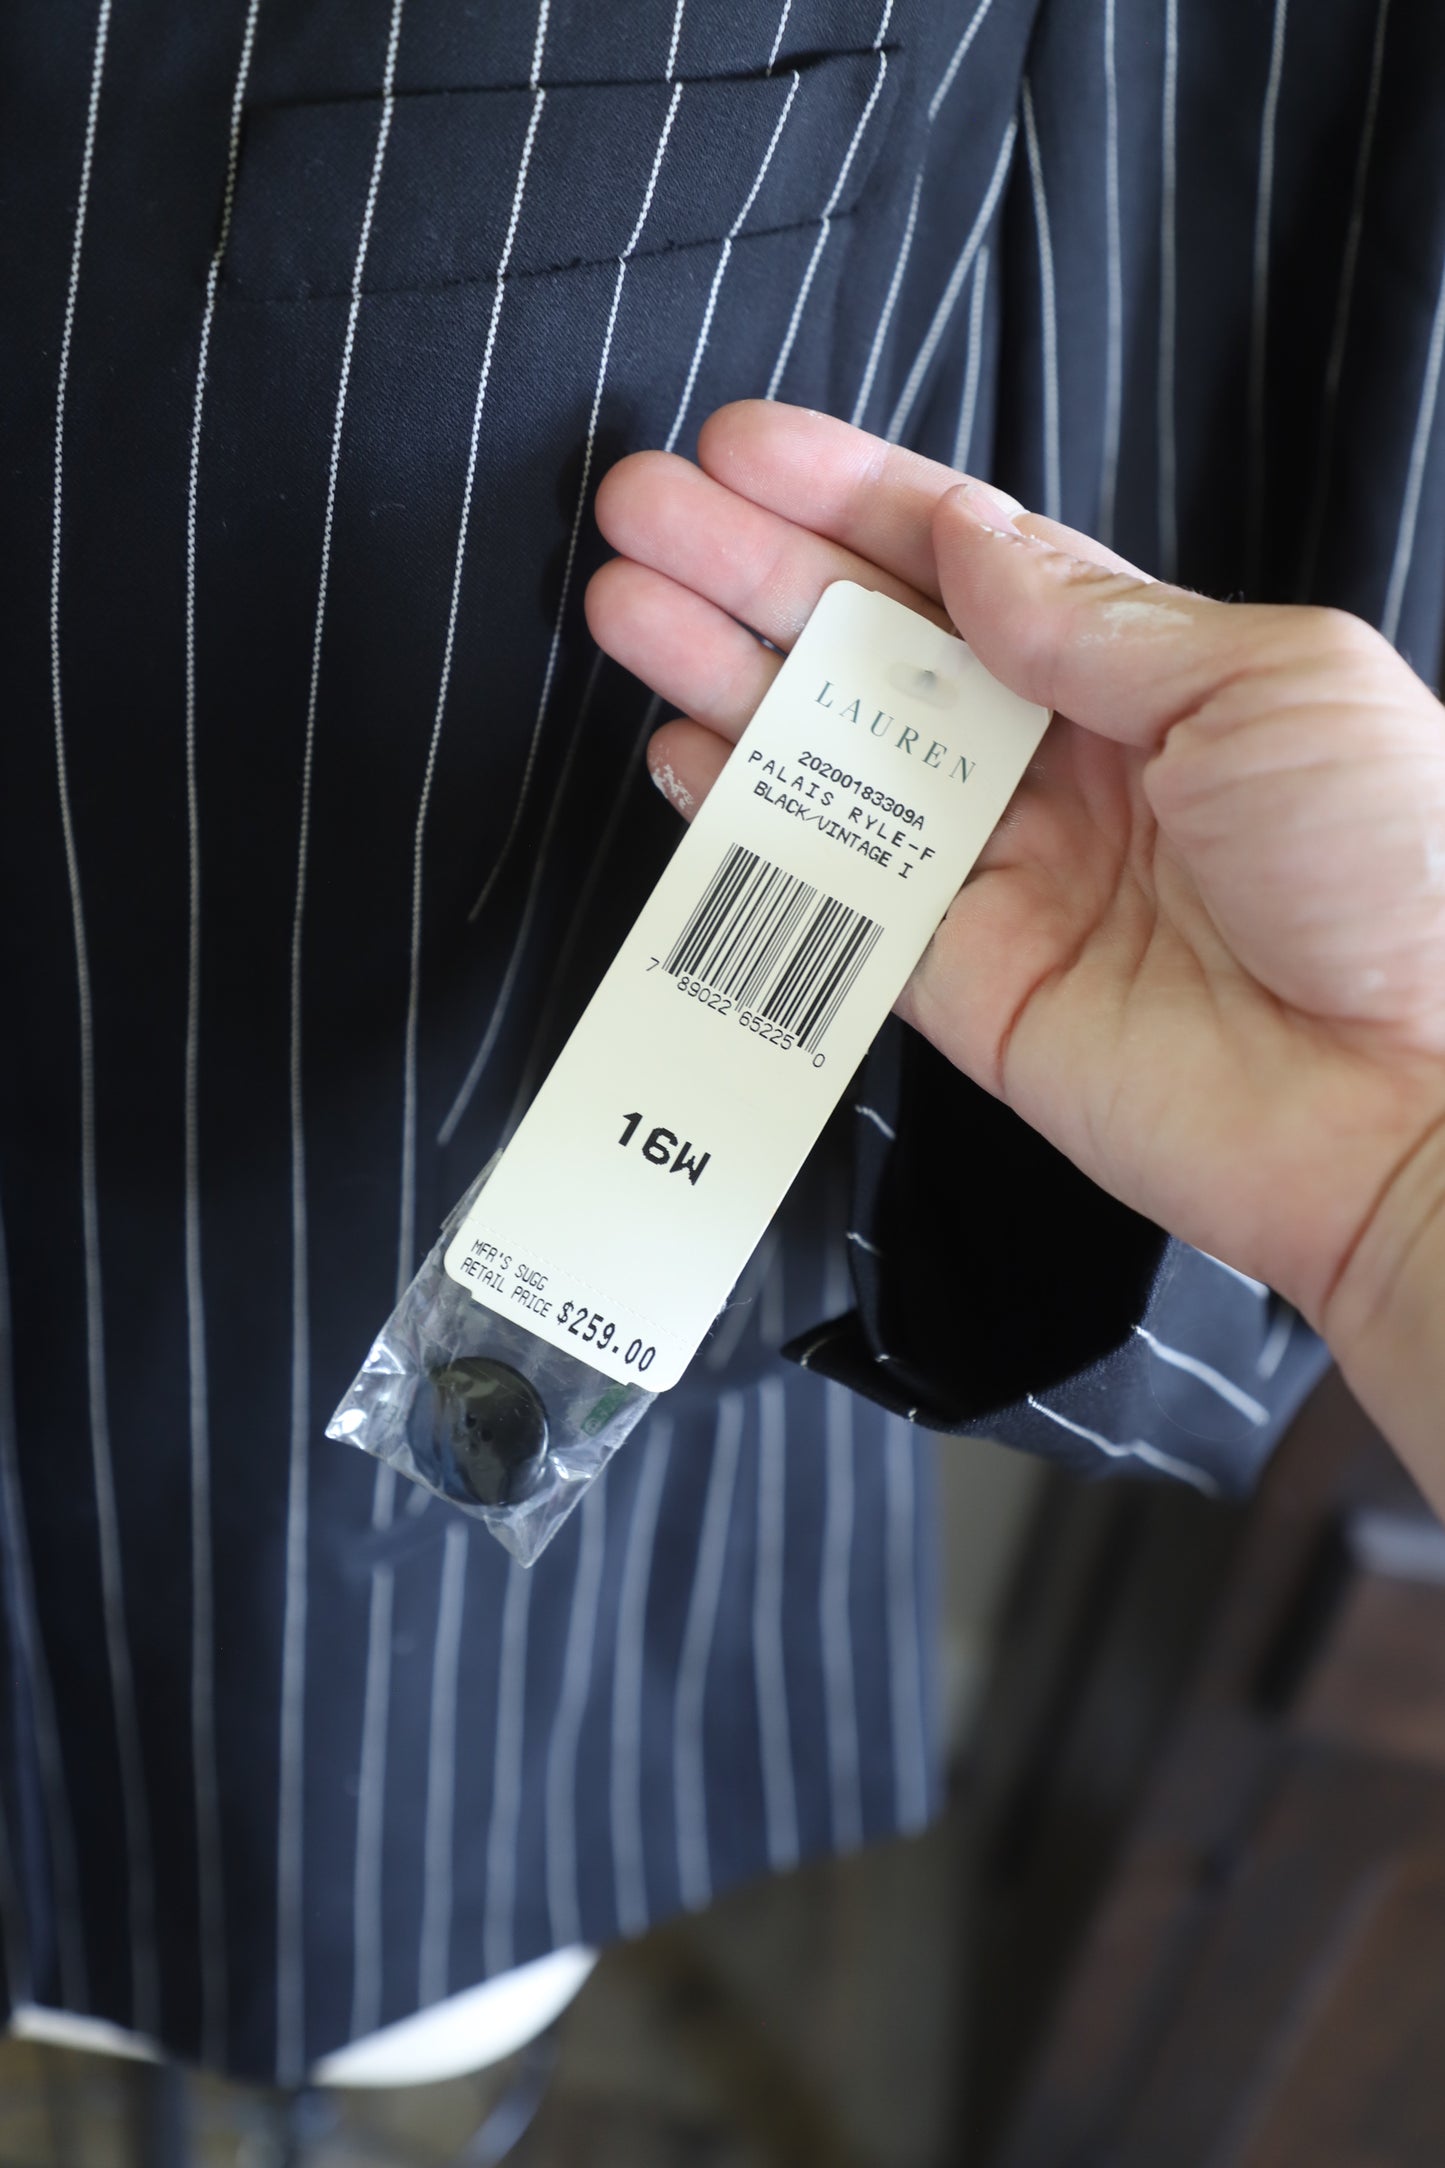 LAUREN
20200183309A
PALAIS RYLE-F
BLACK/VINTAGE I
7 89022 65225 0
16W
MFR'S SUGG
RETAIL PRICE $259.00